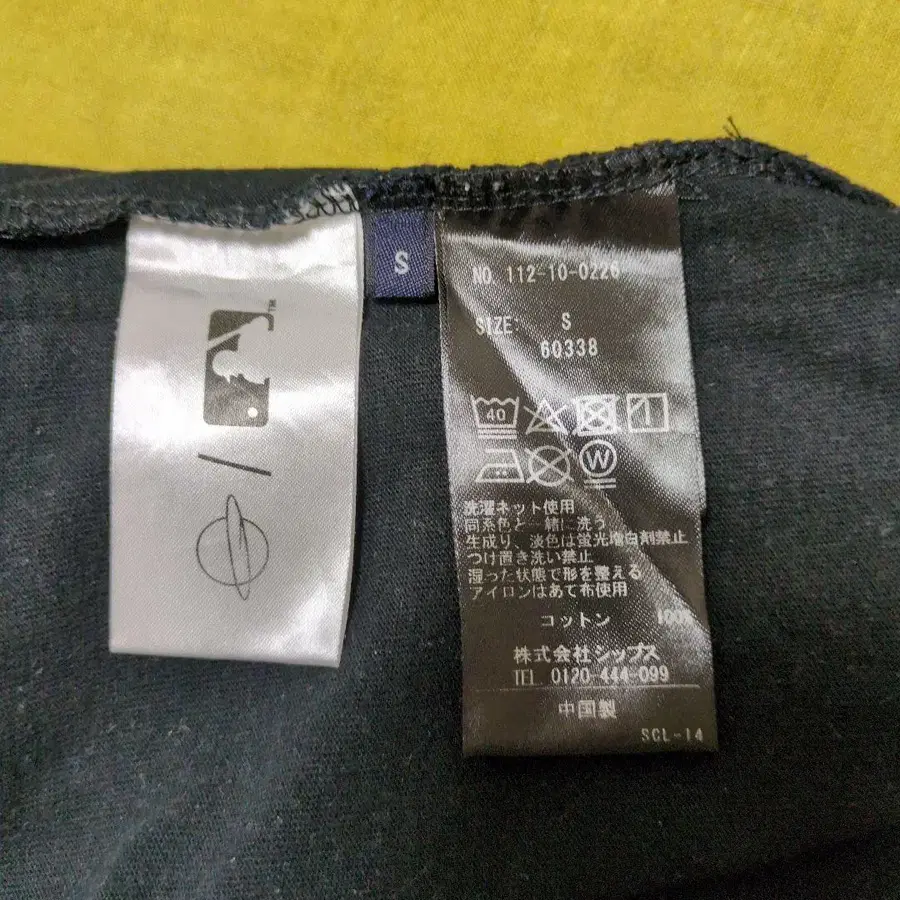 TM
S
NO. 112-10-0226
SIZE: S
60338
40
W
洗濯ネット使用
同系色と一緒に洗う
生成り、淡色は蛍光増白剤禁止
つけ置き洗い禁止
湿った状態で形を整える
アイロンはあて布使用
コットン 100%
株式会社シップス
TEL. 0120-444-099
中国製
SCL-14